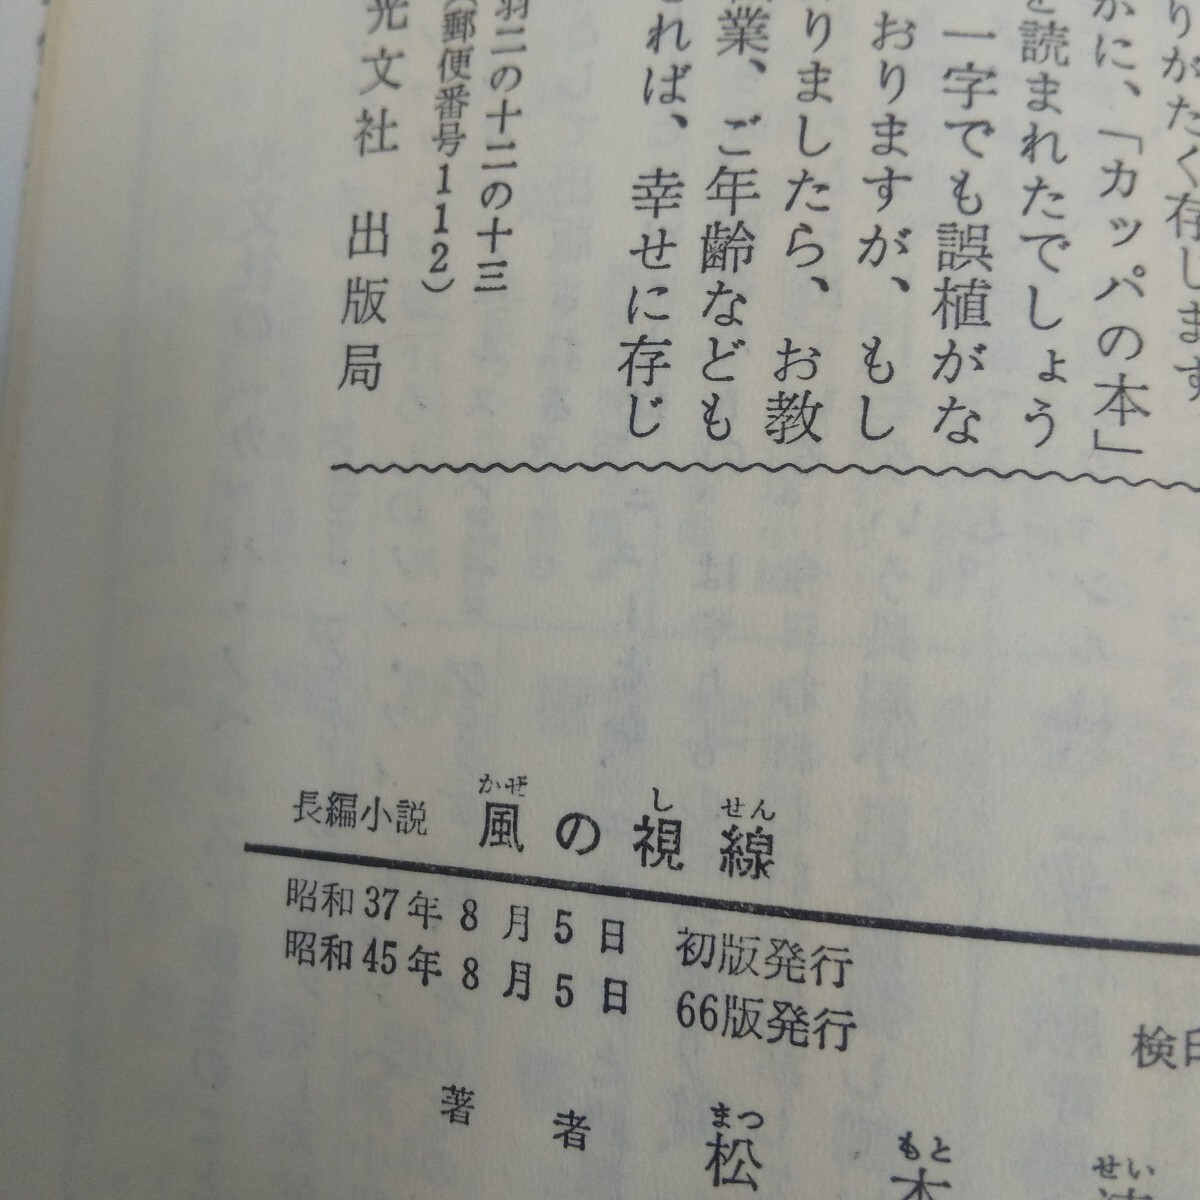 りがたく存じます
かに、「カッパの本」
を読まれたでしょう
一字でも誤植がな
おりますが、もし
りましたら、お教
業、ご年齢なども
れば、幸せに存じ
羽二の十二の十三
(郵便番号112)
光文社 出版局
長編小説 風の視線
かぜ し せん
昭和37年8月5日 初版発行
昭和45年8月5日 66版発行
検印
著者 松本
まつ もと せい